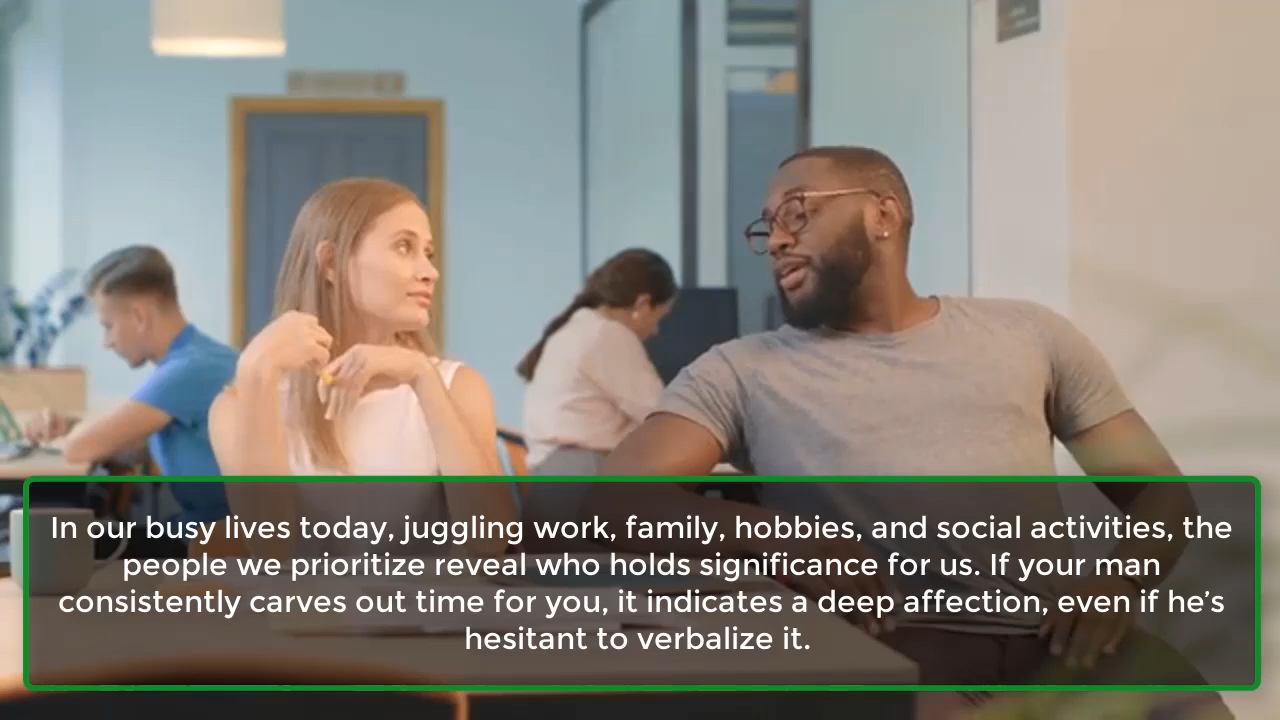 In our busy lives today, juggling work, family, hobbies, and social activities, the
people we prioritize reveal who holds significance for us. If your man
consistently carves out time for you, it indicates a deep affection, even if he’s
hesitant to verbalize it.